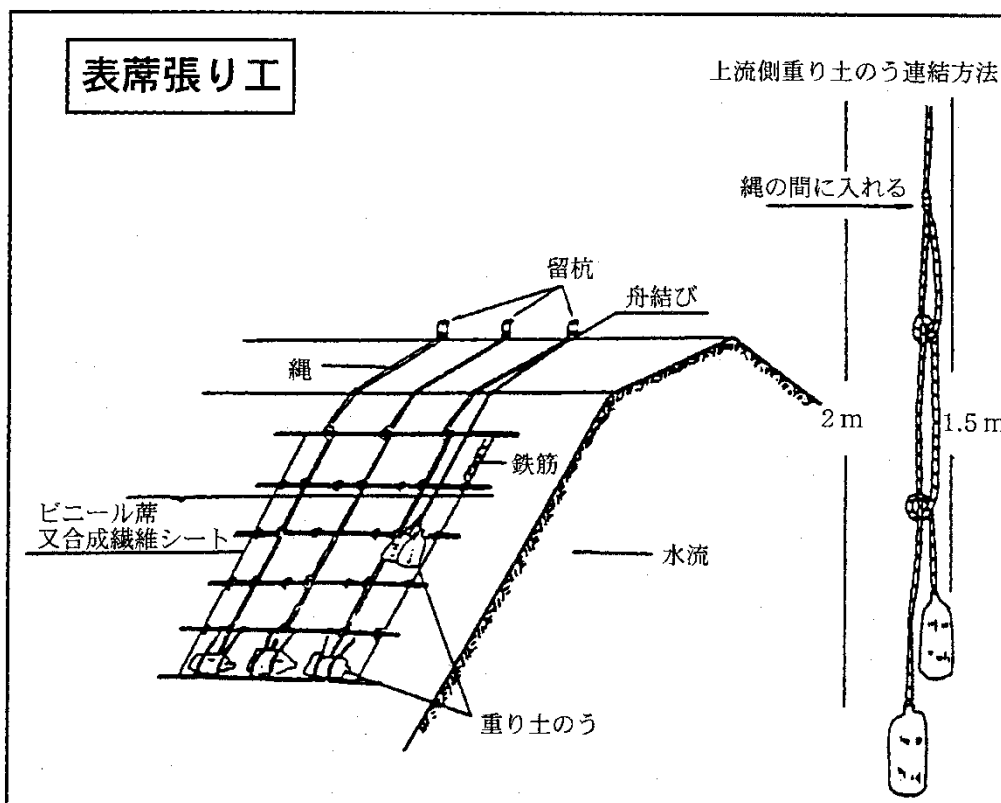 表蓆張り工
上流側重り土のう連結方法
縄の間に入れる
留杭
舟結び
縄
2m
1.5m
鉄筋
ビニール蓆
又合成繊維シート
水流
重り土のう